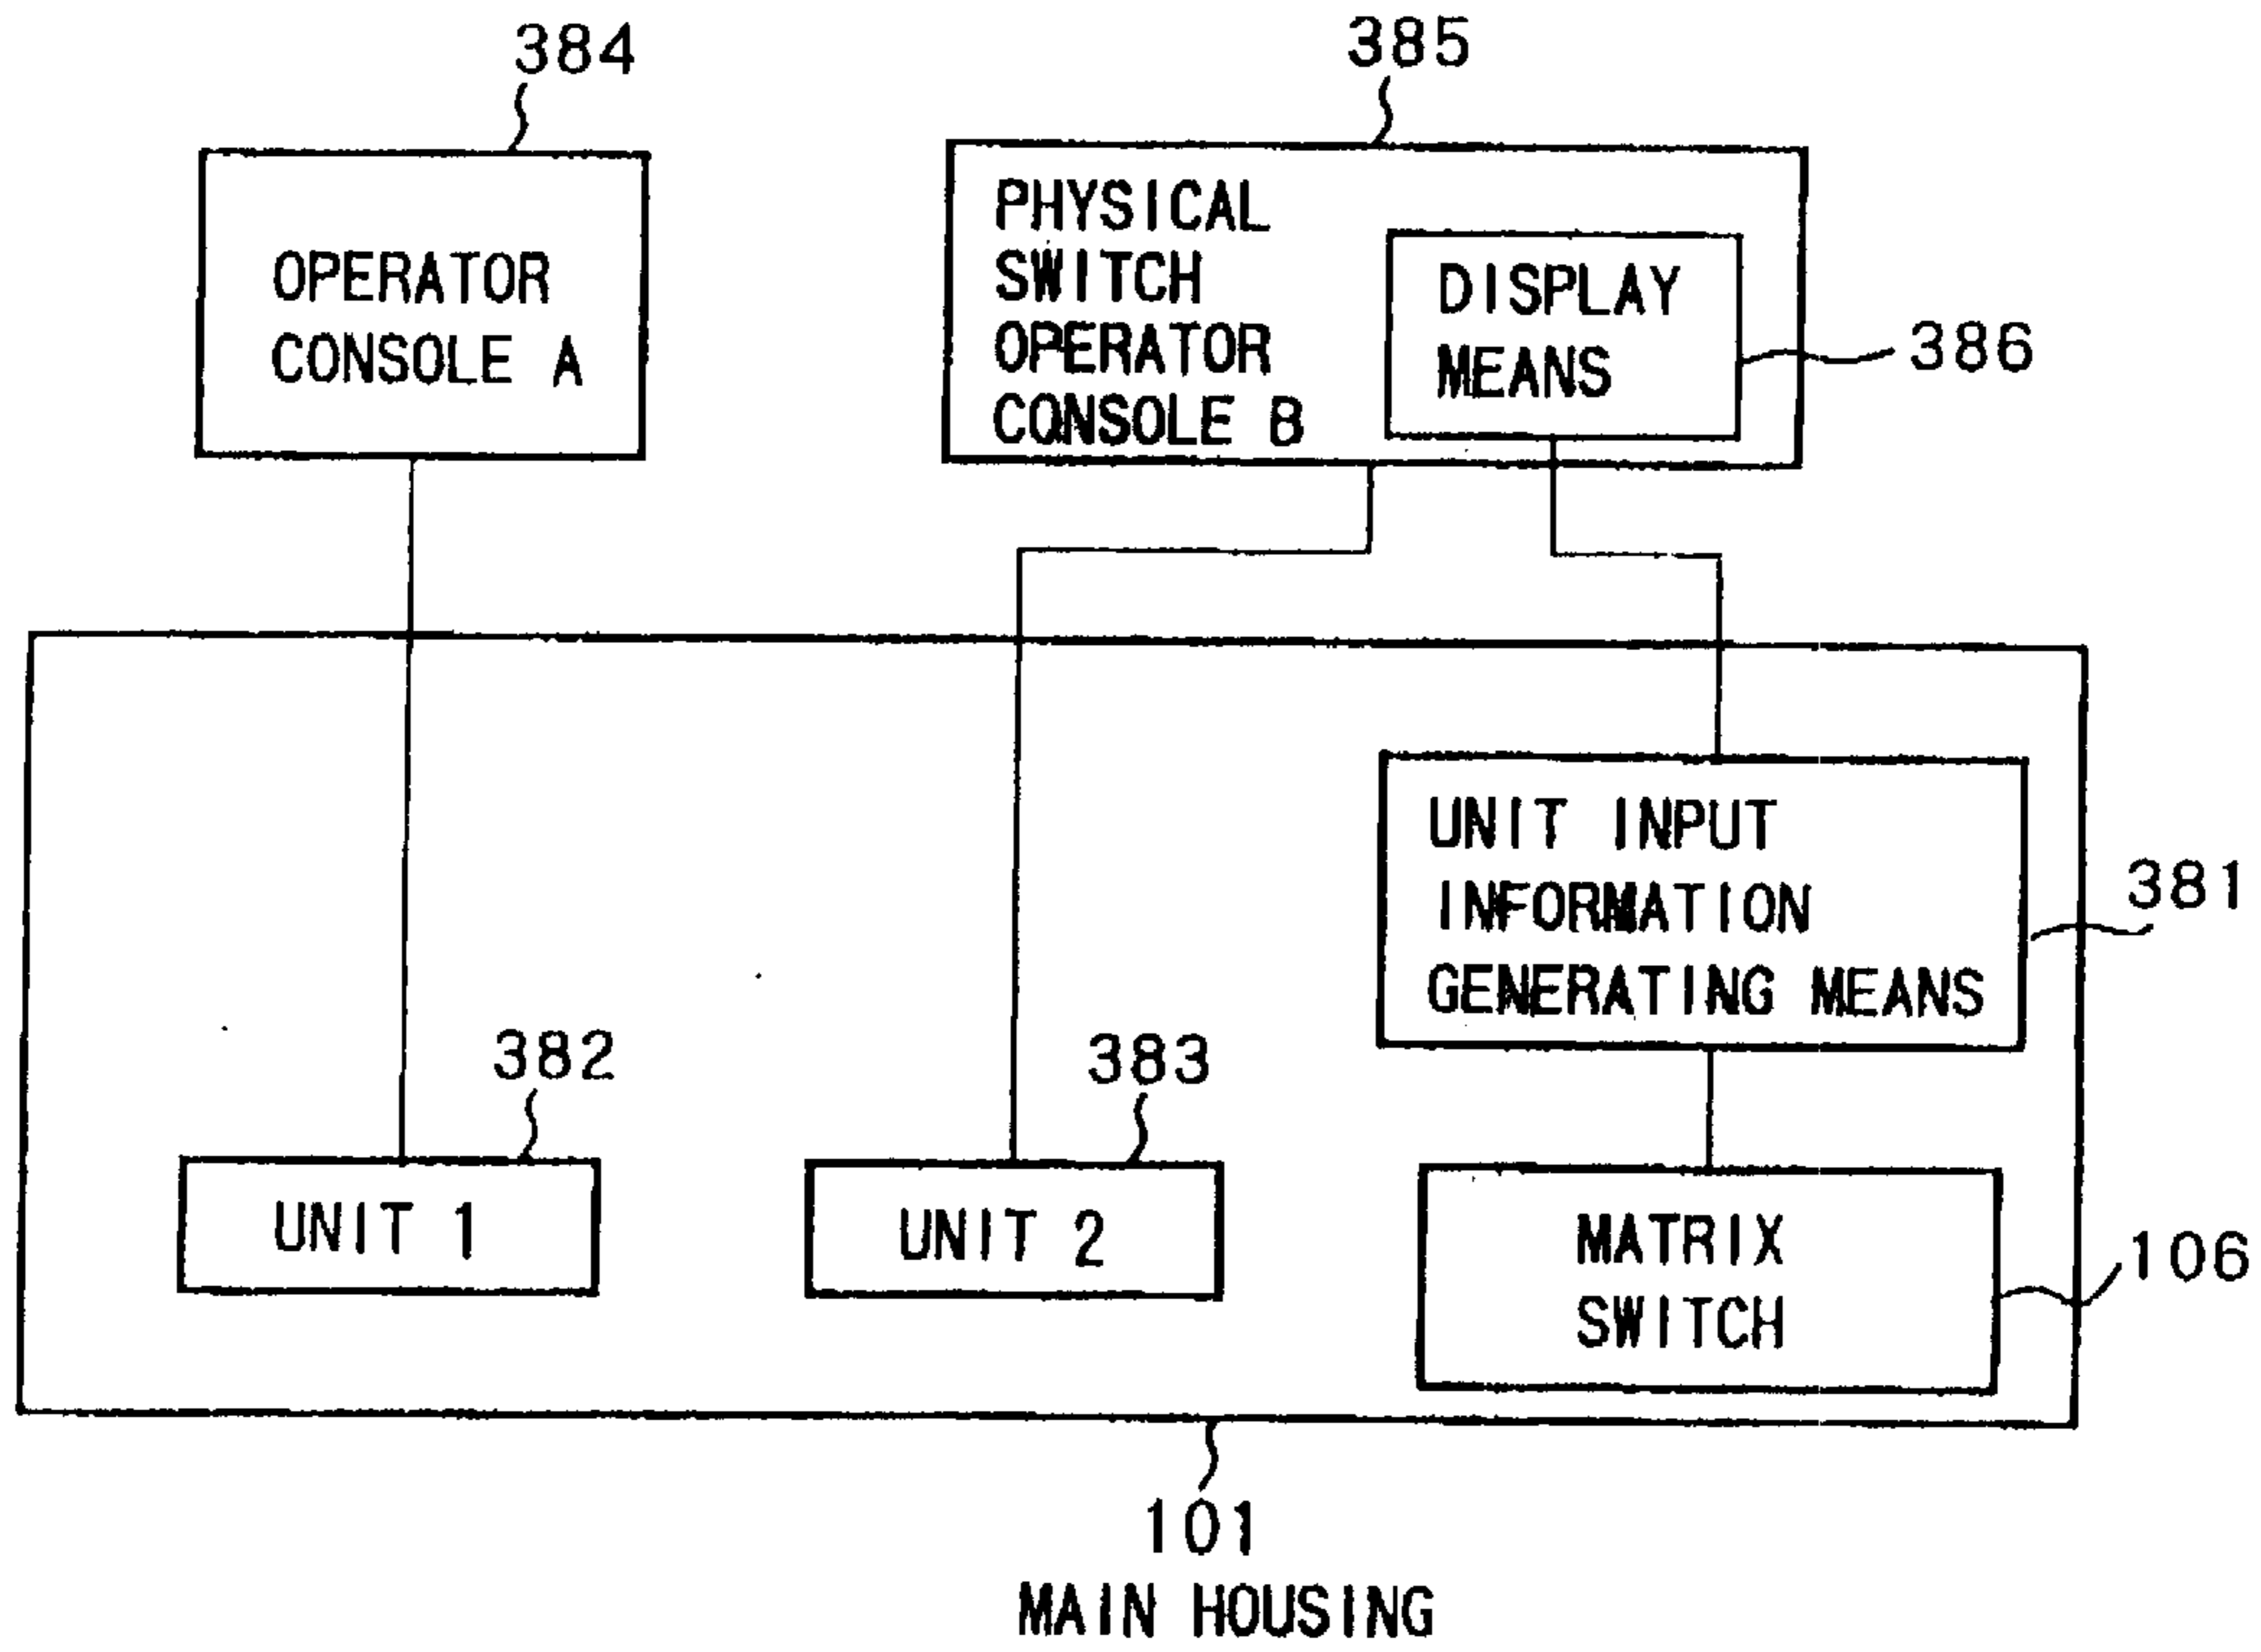 384
385
OPERATOR
CONSOLE A
PHYSICAL
SWITCH
OPERATOR
CONSOLE B
DISPLAY
MEANS
386
UNIT INPUT
INFORMATION
GENERATING MEANS
381
382
383
UNIT 1
UNIT 2
MATRIX
SWITCH
106
101
MAIN HOUSING